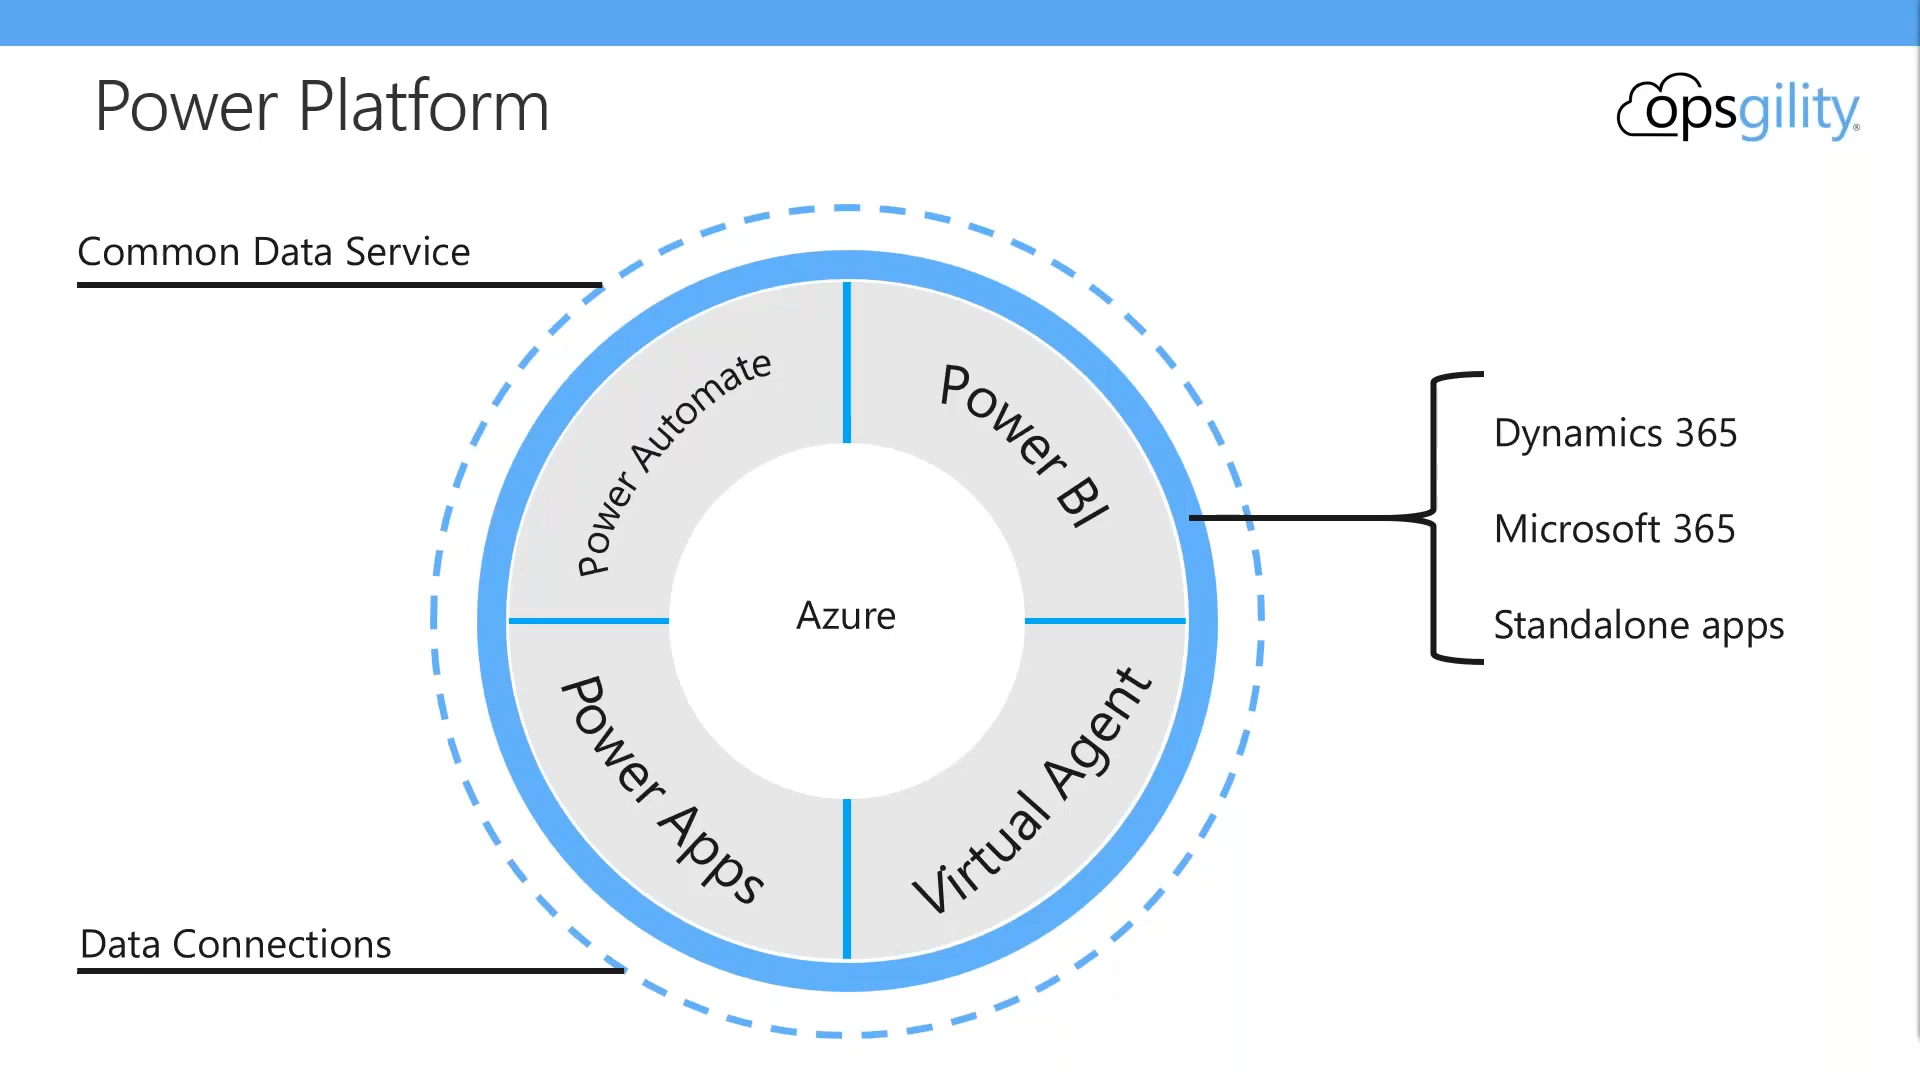 Power Platform
opsgility®
Common Data Service
Power Automate
Power BI
Dynamics 365
Microsoft 365
Standalone apps
Azure
Power Apps
Virtual Agent
Data Connections